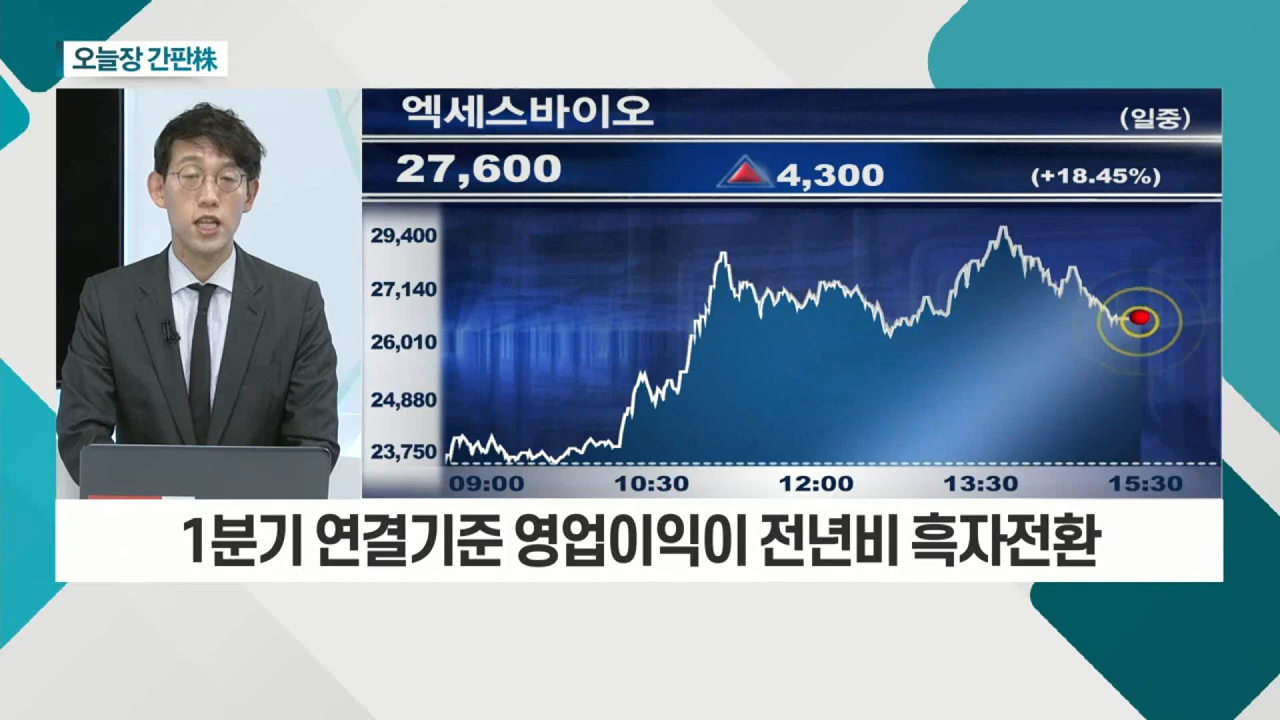 오늘장 간판株
엑세스바이오
(일중)
27,600 4,300 (+18.45%)
29,400
27,140
26,010
24,880
23,750
09:00 10:30 12:00 13:30 15:30
1분기 연결기준 영업이익이 전년비 흑자전환